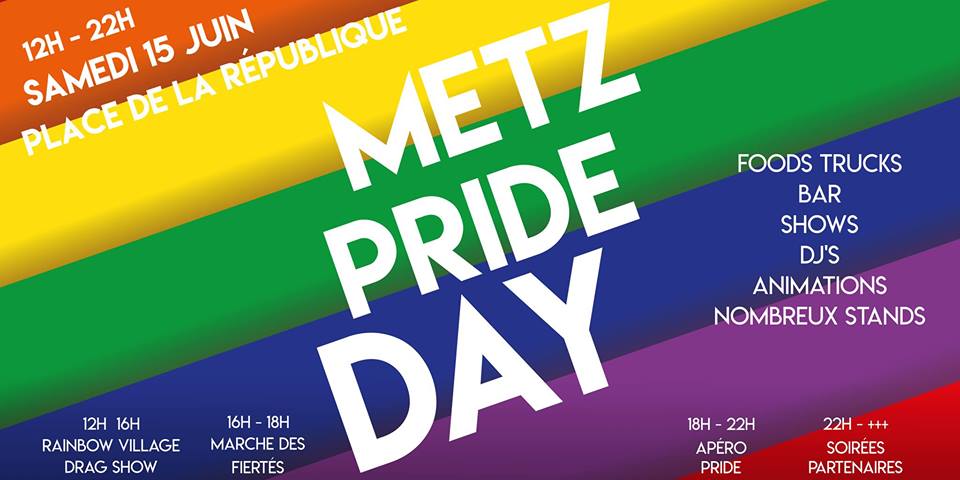 12H - 22H
SAMEDI 15 JUIN
PLACE DE LA RÉPUBLIQUE
METZ
PRIDE
DAY
FOODS TRUCKS
BAR
SHOWS
DJ'S
ANIMATIONS
NOMBREUX STANDS
12H 16H
RAINBOW VILLAGE
DRAG SHOW
16H - 18H
MARCHE DES
FIERTÉS
18H - 22H
APÉRO
PRIDE
22H - +++
SOIRÉES
PARTENAIRES